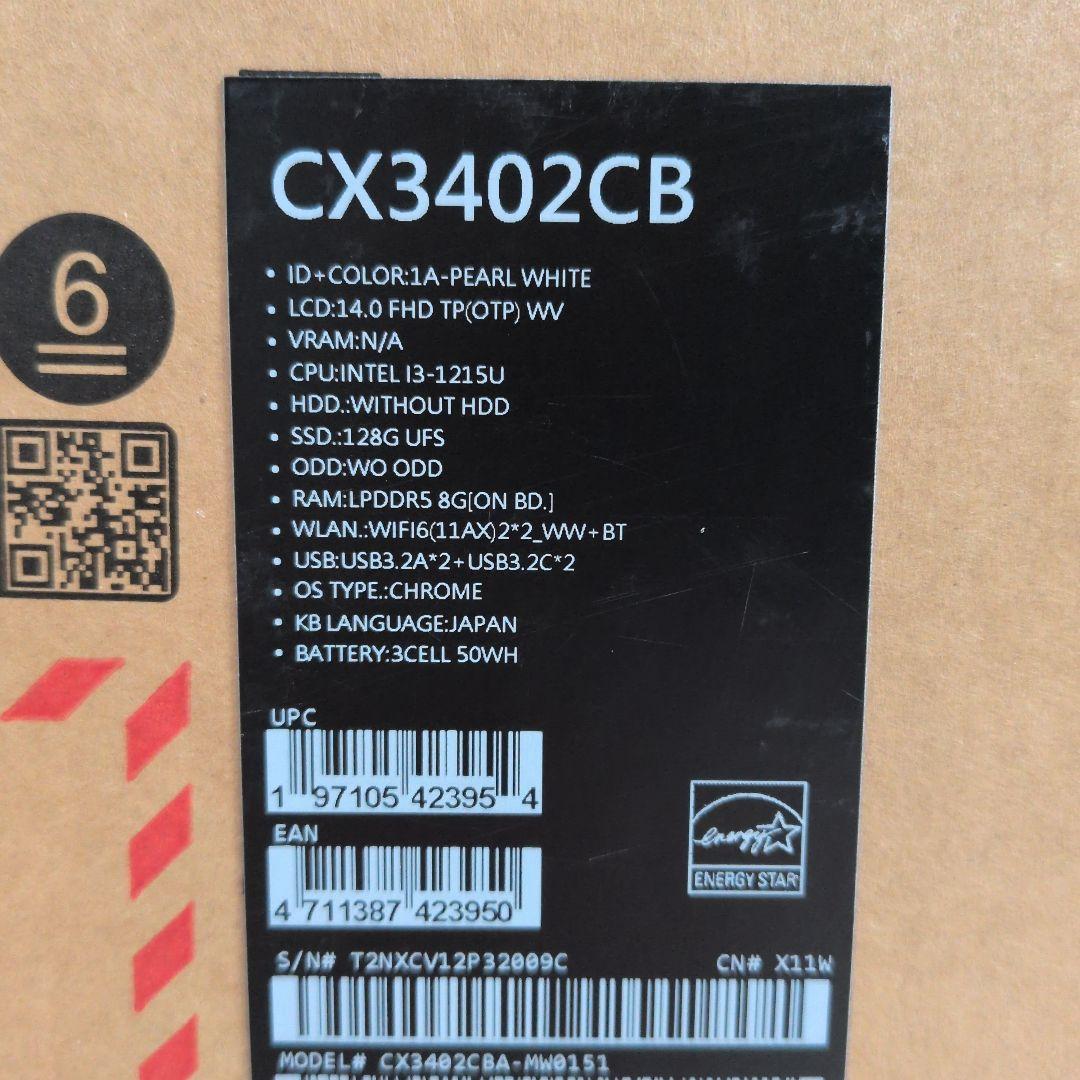 CX3402CB
6
• ID+COLOR:1A-PEARL WHITE
• LCD:14.0 FHD TP(OTP) WV
• VRAM:N/A
• CPU:INTEL I3-1215U
• HDD.:WITHOUT HDD
• SSD.:128G UFS
• ODD:WO ODD
• RAM:LPDDR5 8G[ON BD.]
• WLAN.:WIFI6(11AX)2*2_WW+BT
• USB:USB3.2A*2+USB3.2C*2
• OS TYPE.:CHROME
• KB LANGUAGE:JAPAN
• BATTERY:3CELL 50WH
UPC
1 97105 42395 4
EAN
4 711387 423950
energy
ENERGY STAR
S/N# T2NXCV12P32009C CN# X11W
MODEL# CX3402CBA-MW0151